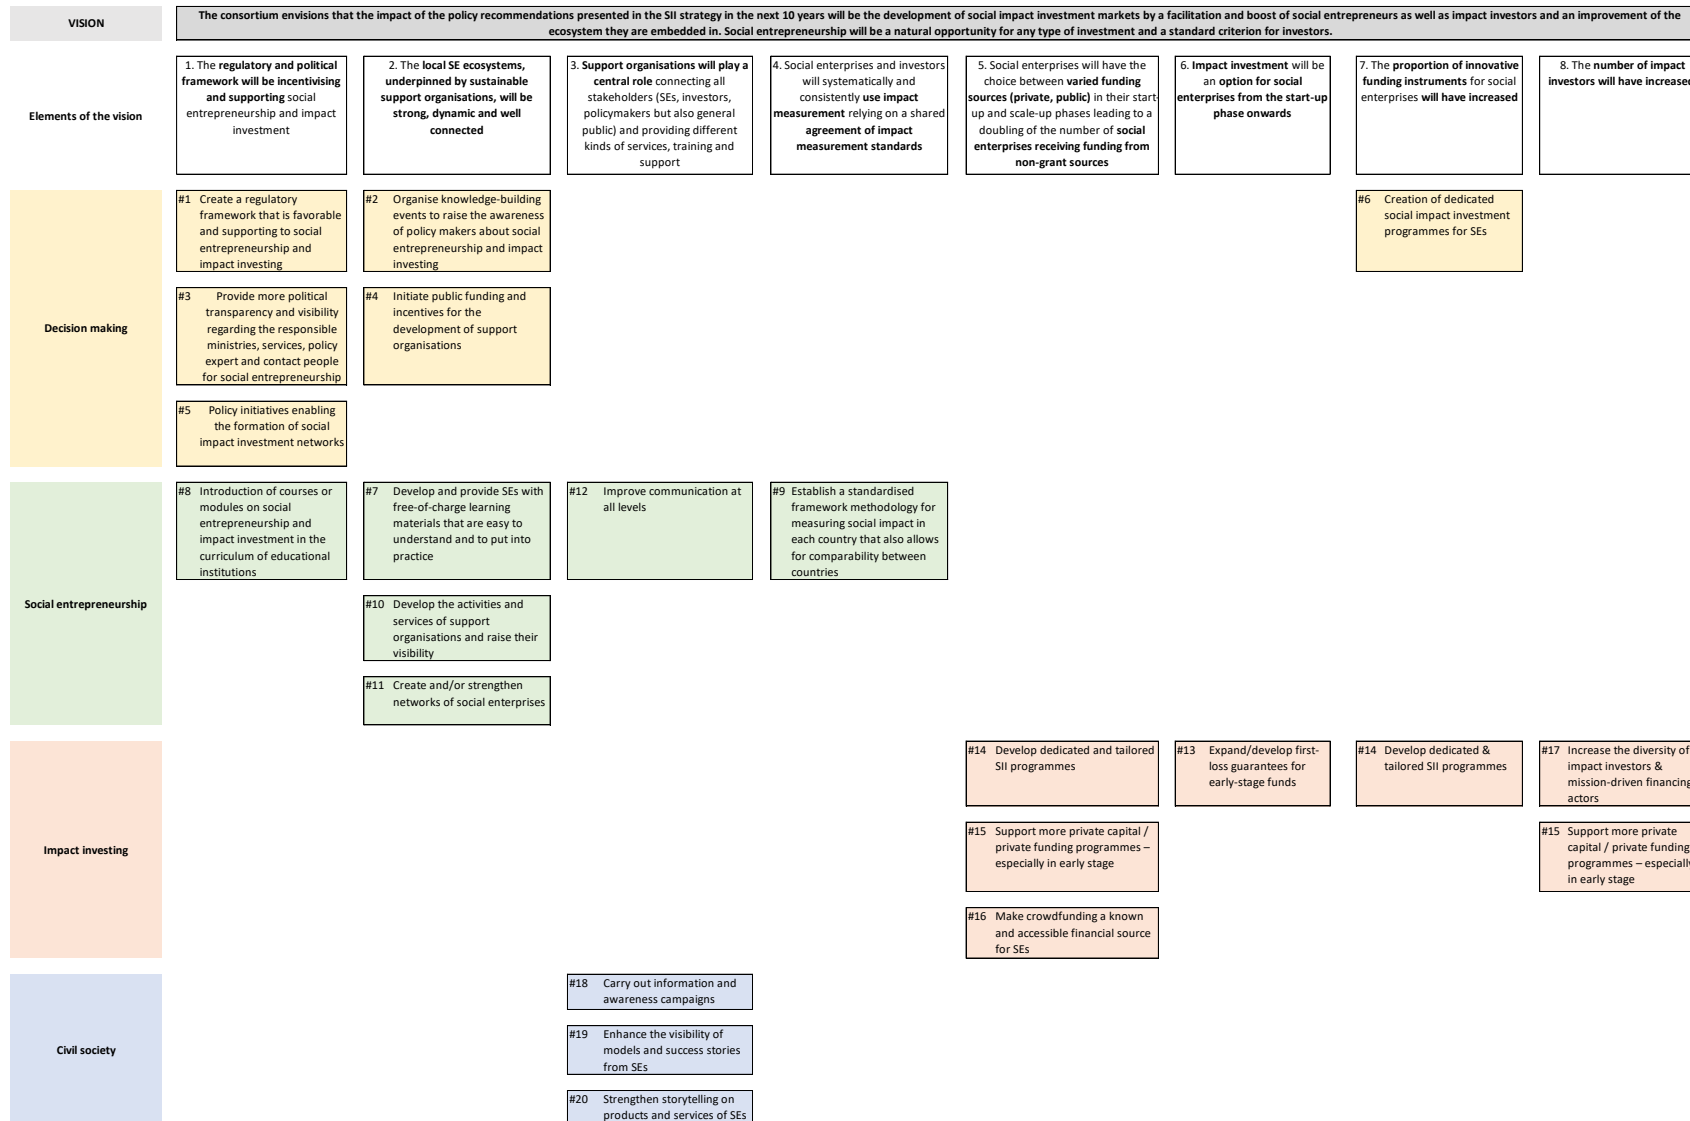 VISION
The consortium envisions that the impact of the policy recommendations presented in the SII strategy in the next 10 years will be the development of social impact investment markets by a facilitation and boost of social entrepreneurs as well as impact investors and an improvement of the
ecosystem they are embedded in. Social entrepreneurship will be a natural opportunity for any type of investment and a standard criterion for investors.
Elements of the vision
1. The regulatory and political
framework will be incentivising
and supporting social
entrepreneurship and impact
investment
2. The local SE ecosystems,
underpinned by sustainable
support organisations, will be
strong, dynamic and well
connected
3. Support organisations will play a
central role connecting all
stakeholders (SEs, investors,
policymakers but also general
public) and providing different
kinds of services, training and
support
4. Social enterprises and investors
will systematically and
consistently use impact
measurement relying on a shared
agreement of impact
measurement standards
5. Social enterprises will have the
choice between varied funding
sources (private, public) in their start-
up and scale-up phases leading to a
doubling of the number of social
enterprises receiving funding from
non-grant sources
6. Impact investment will be
an option for social
enterprises from the start-up
phase onwards
7. The proportion of innovative
funding instruments for social
enterprises will have increased
8. The number of impact
investors will have increased
Decision making
#1 Create a regulatory
framework that is favorable
and supporting to social
entrepreneurship and
impact investing
#2 Organise knowledge-building
events to raise the awareness
of policy makers about social
entrepreneurship and impact
investing
#6 Creation of dedicated
social impact investment
programmes for SEs
#3 Provide more political
transparency and visibility
regarding the responsible
ministries, services, policy
expert and contact people
for social entrepreneurship
#4 Initiate public funding and
incentives for the
development of support
organisations
#5 Policy initiatives enabling
the formation of social
impact investment networks
Social entrepreneurship
#8 Introduction of courses or
modules on social
entrepreneurship and
impact investment in the
curriculum of educational
institutions
#7 Develop and provide SEs with
free-of-charge learning
materials that are easy to
understand and to put into
practice
#12 Improve communication at
all levels
#9 Establish a standardised
framework methodology for
measuring social impact in
each country that also allows
for comparability between
countries
#10 Develop the activities and
services of support
organisations and raise their
visibility
#11 Create and/or strengthen
networks of social enterprises
Impact investing
#14 Develop dedicated and tailored
SII programmes
#13 Expand/develop first-
loss guarantees for
early-stage funds
#14 Develop dedicated &
tailored SII programmes
#17 Increase the diversity of
impact investors &
mission-driven financing
actors
#15 Support more private capital /
private funding programmes –
especially in early stage
#15 Support more private
capital / private funding
programmes – especially
in early stage
#16 Make crowdfunding a known
and accessible financial source
for SEs
Civil society
#18 Carry out information and
awareness campaigns
#19 Enhance the visibility of
models and success stories
from SEs
#20 Strengthen storytelling on
products and services of SEs